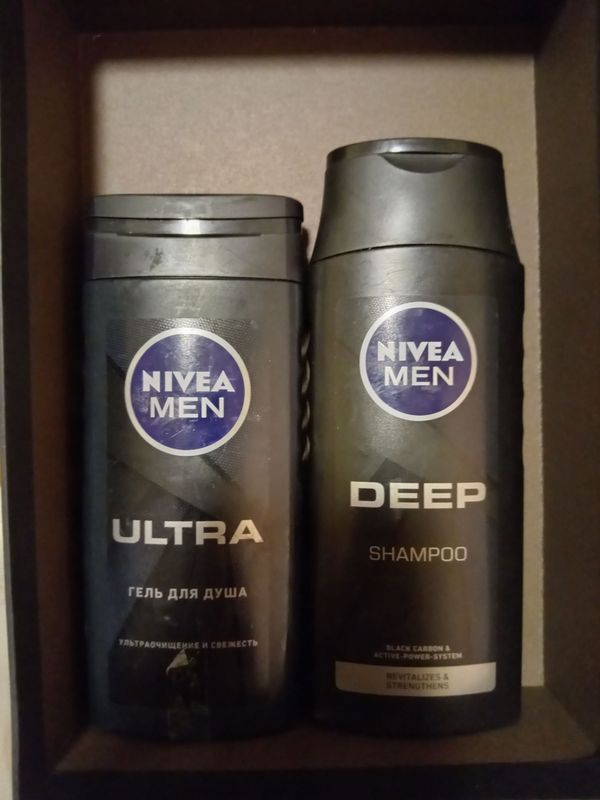 NIVEA
MEN
ULTRA
ГЕЛЬ ДЛЯ ДУША
УЛЬТРАОЧИЩЕНИЕ И СВЕЖЕСТЬ
NIVEA
MEN
DEEP
SHAMPOO
BLACK CARBON &
ACTIVE-POWER-SYSTEM
REVITALIZES &
STRENGTHENS